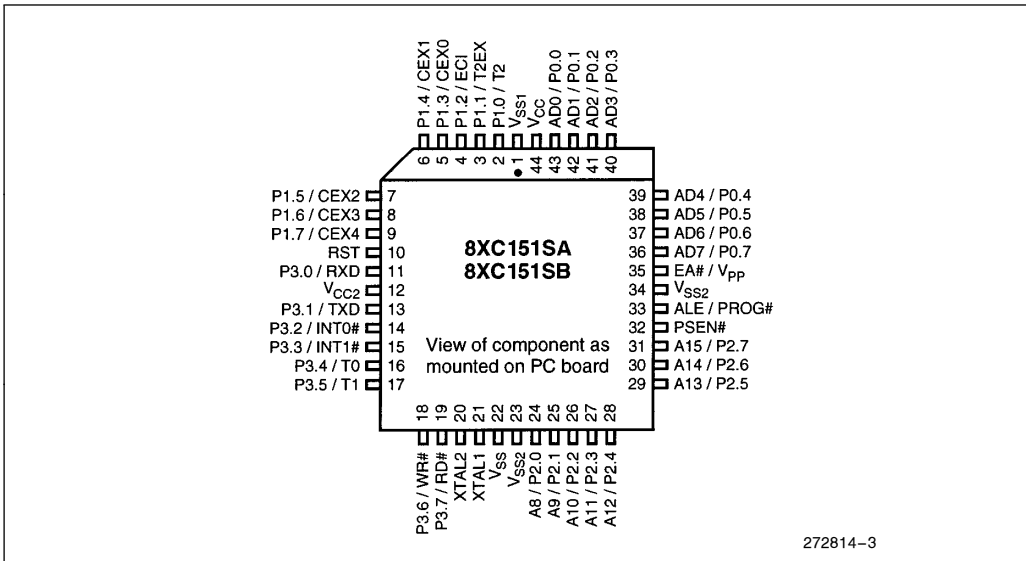 P1.4 / CEX1
P1.3 / CEX0
P1.2 / ECI
P1.1 / T2EX
P1.0 / T2
VSS1
VCC
AD0 / P0.0
AD1 / P0.1
AD2 / P0.2
AD3 / P0.3
6 5 4 3 2 1 44 43 42 41 40
P1.5 / CEX2 7
P1.6 / CEX3 8
P1.7 / CEX4 9
RST 10
P3.0 / RXD 11
VCC2 12
P3.1 / TXD 13
P3.2 / INT0# 14
P3.3 / INT1# 15
P3.4 / T0 16
P3.5 / T1 17
8XC151SA
8XC151SB
View of component as
mounted on PC board
39 AD4 / P0.4
38 AD5 / P0.5
37 AD6 / P0.6
36 AD7 / P0.7
35 EA# / VPP
34 VSS2
33 ALE / PROG#
32 PSEN#
31 A15 / P2.7
30 A14 / P2.6
29 A13 / P2.5
18 19 20 21 22 23 24 25 26 27 28
P3.6 / WR#
P3.7 / RD#
XTAL2
XTAL1
VSS
VSS2
A8 / P2.0
A9 / P2.1
A10 / P2.2
A11 / P2.3
A12 / P2.4
272814–3